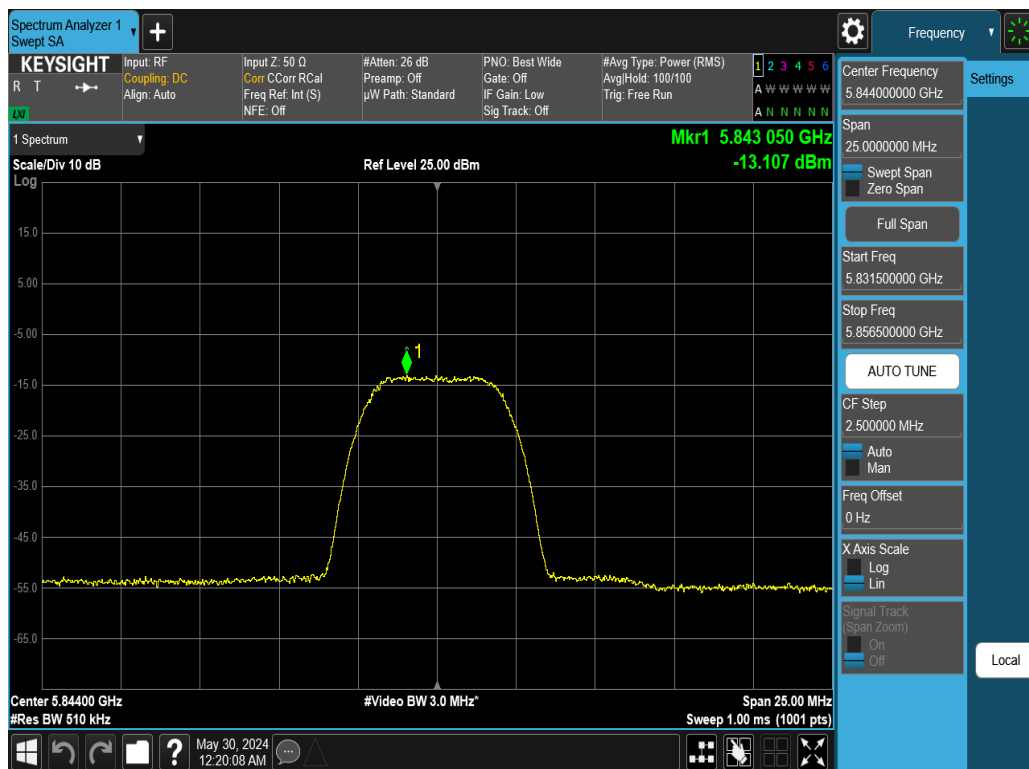 Spectrum Analyzer 1
Swept SA
Frequency
KEYSIGHT
R T
LXI
Input: RF
Coupling: DC
Align: Auto
Input Z: 50 Ω
Corr CCorr RCal
Freq Ref: Int (S)
NFE: Off
#Atten: 26 dB
Preamp: Off
µW Path: Standard
PNO: Best Wide
Gate: Off
IF Gain: Low
Sig Track: Off
#Avg Type: Power (RMS)
Avg|Hold: 100/100
Trig: Free Run
1 2 3 4 5 6
A W W W W W
A N N N N N
1 Spectrum
Mkr1 5.843 050 GHz
-13.107 dBm
Scale/Div 10 dB
Ref Level 25.00 dBm
Log
15.0
5.00
-5.00
-15.0
-25.0
-35.0
-45.0
-55.0
-65.0
1
Center 5.84400 GHz
#Video BW 3.0 MHz*
Span 25.00 MHz
#Res BW 510 kHz
Sweep 1.00 ms (1001 pts)
Center Frequency
5.844000000 GHz
Span
25.0000000 MHz
Swept Span
Zero Span
Full Span
Start Freq
5.831500000 GHz
Stop Freq
5.856500000 GHz
AUTO TUNE
CF Step
2.500000 MHz
Auto
Man
Freq Offset
0 Hz
X Axis Scale
Log
Lin
Signal Track
(Span Zoom)
On
Off
Settings
Local
?
May 30, 2024
12:20:08 AM